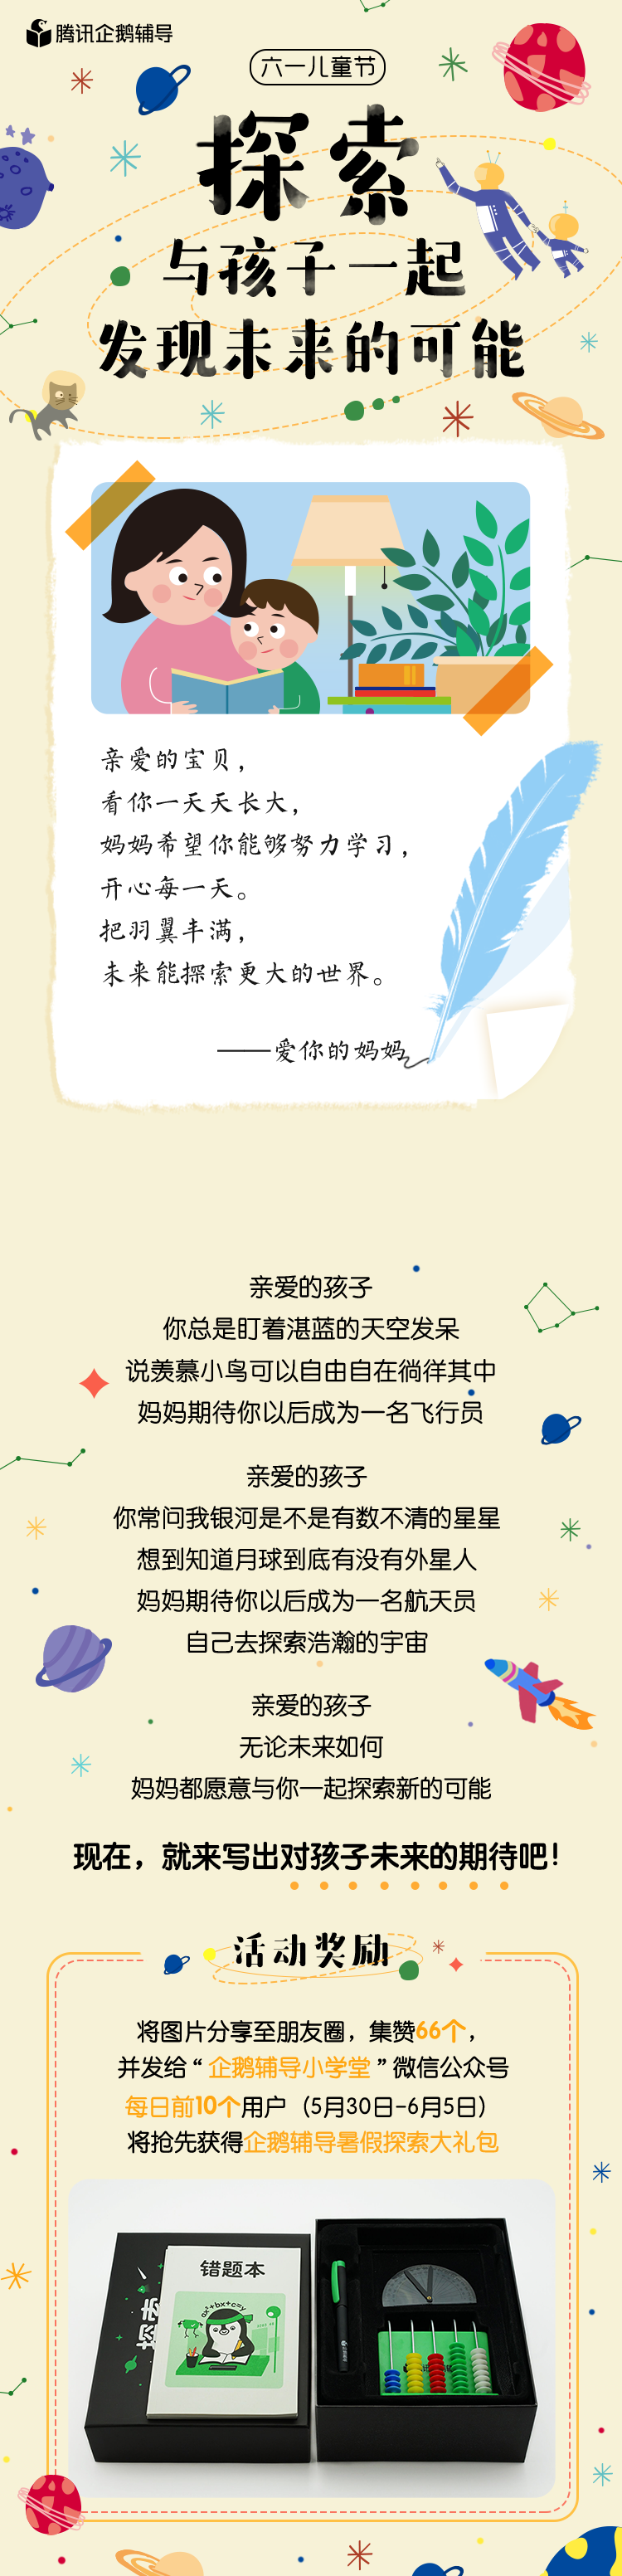 腾讯企鹅辅导
六一儿童节
探索
与孩子一起
发现未来的可能
亲爱的宝贝，
看你一天天长大，
妈妈希望你能够努力学习，
开心每一天。
把羽翼丰满，
未来能探索更大的世界。
——爱你的妈妈
亲爱的孩子
你总是盯着湛蓝的天空发呆
说羡慕小鸟可以自由自在徜徉其中
妈妈期待你以后成为一名飞行员
亲爱的孩子
你常问我银河是不是有数不清的星星
想到知道月球到底有没有外星人
妈妈期待你以后成为一名航天员
自己去探索浩瀚的宇宙
亲爱的孩子
无论未来如何
妈妈都愿意与你一起探索新的可能
现在，就来写出对孩子未来的期待吧！
活动奖励
将图片分享至朋友圈，集赞66个，
并发给“企鹅辅导小学堂”微信公众号
每日前10个用户（5月30日-6月5日）
将抢先获得企鹅辅导暑假探索大礼包
错题本
ax²+bx+c=y